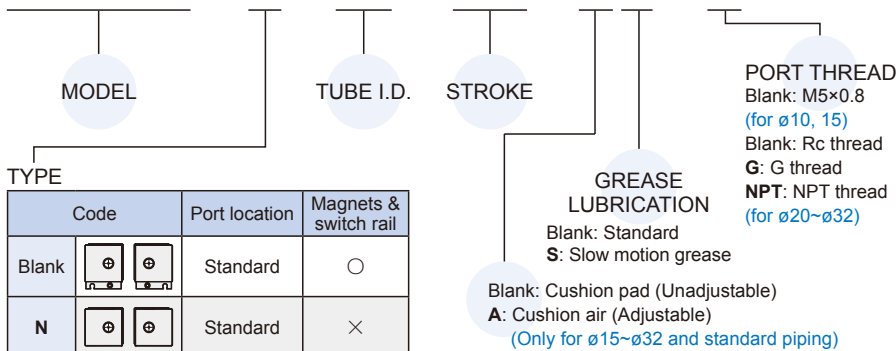 MODEL
TUBE I.D.
STROKE
PORT THREAD
Blank: M5×0.8
(for ø10, 15)
Blank: Rc thread
G: G thread
NPT: NPT thread
(for ø20~ø32)
TYPE
Code
Port location
Magnets &
switch rail
Blank
Standard
○
N
Standard
×
GREASE
LUBRICATION
Blank: Standard
S: Slow motion grease
Blank: Cushion pad (Unadjustable)
A: Cushion air (Adjustable)
(Only for ø15~ø32 and standard piping)